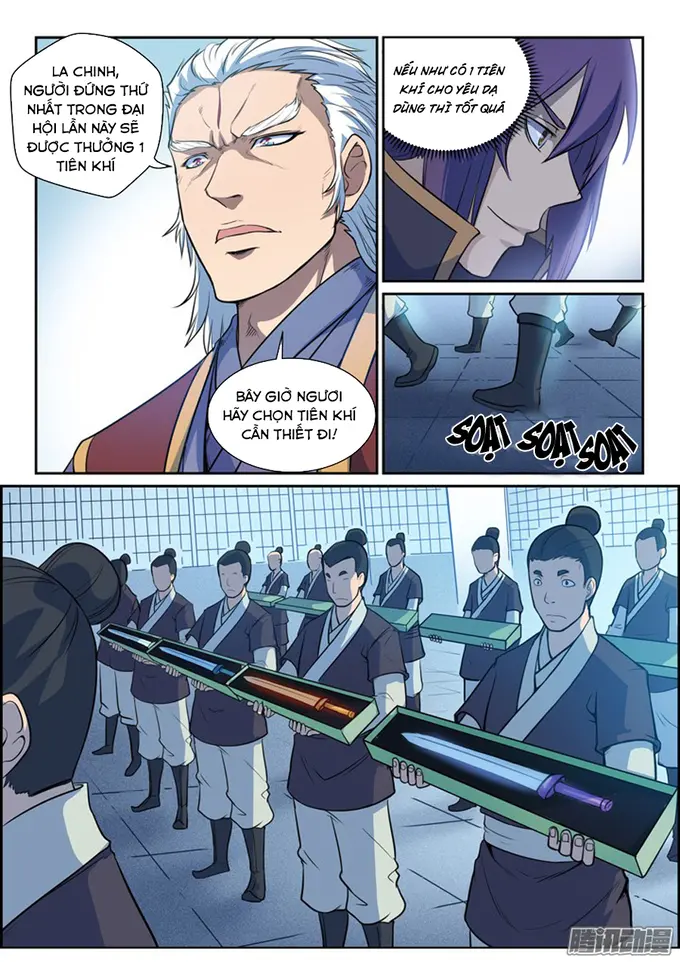 LA CHINH,
NGƯỜI ĐỨNG THỨ
NHẤT TRONG ĐẠI
HỘI LẦN NÀY SẼ
ĐƯỢC THƯỞNG 1
TIÊN KHÍ
NẾU NHƯ CÓ 1 TIÊN
KHÍ CHO YÊU DẠ
DÙNG THÌ TỐT QUÁ
BÂY GIỜ NGƯƠI
HÃY CHỌN TIÊN KHÍ
CẦN THIẾT ĐI!
SOẠT SOẠT SOẠT
腾讯动漫